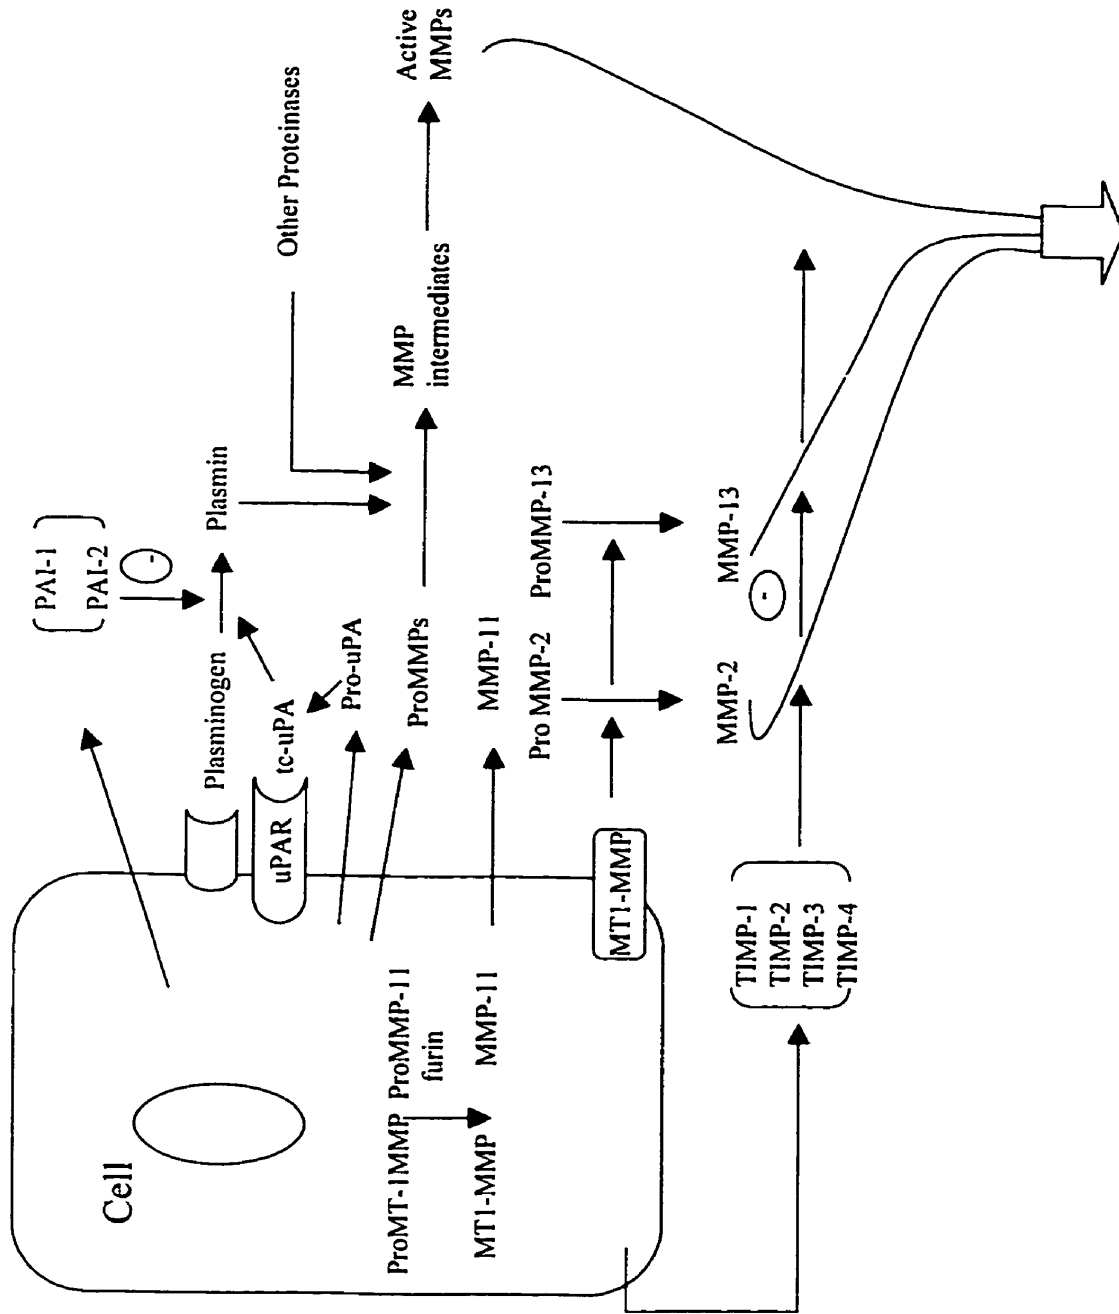 Cell
ProMT-1MMP ProMMP-11
furin
MT1-MMP MMP-11
PAI-1
PAI-2
-
Plasminogen
Plasmin
Other Proteinases
uPAR
tc-uPA
Pro-uPA
ProMMPs
MMP
intermediates
Active
MMPs
MMP-11
MT1-MMP
Pro MMP-2
ProMMP-13
MMP-2
MMP-13
-
TIMP-1
TIMP-2
TIMP-3
TIMP-4